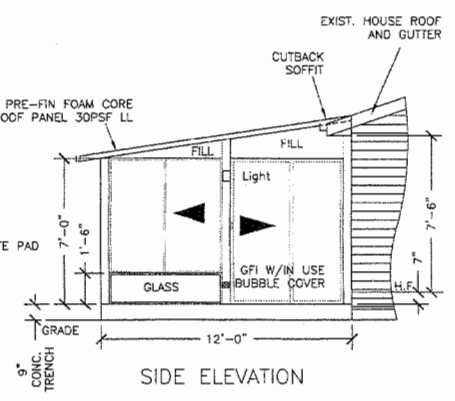 EXIST. HOUSE ROOF
AND GUTTER
CUTBACK
SOFFIT
PRE-FIN FOAM CORE
OOF PANEL 30PSF LL
FILL
FILL
Light
7'-0"
1'-6"
7'-6"
7"
TE PAD
GLASS
GFI W/IN USE
BUBBLE COVER
H.F.
GRADE
12'-0"
9"
CONC.
TRENCH
SIDE ELEVATION